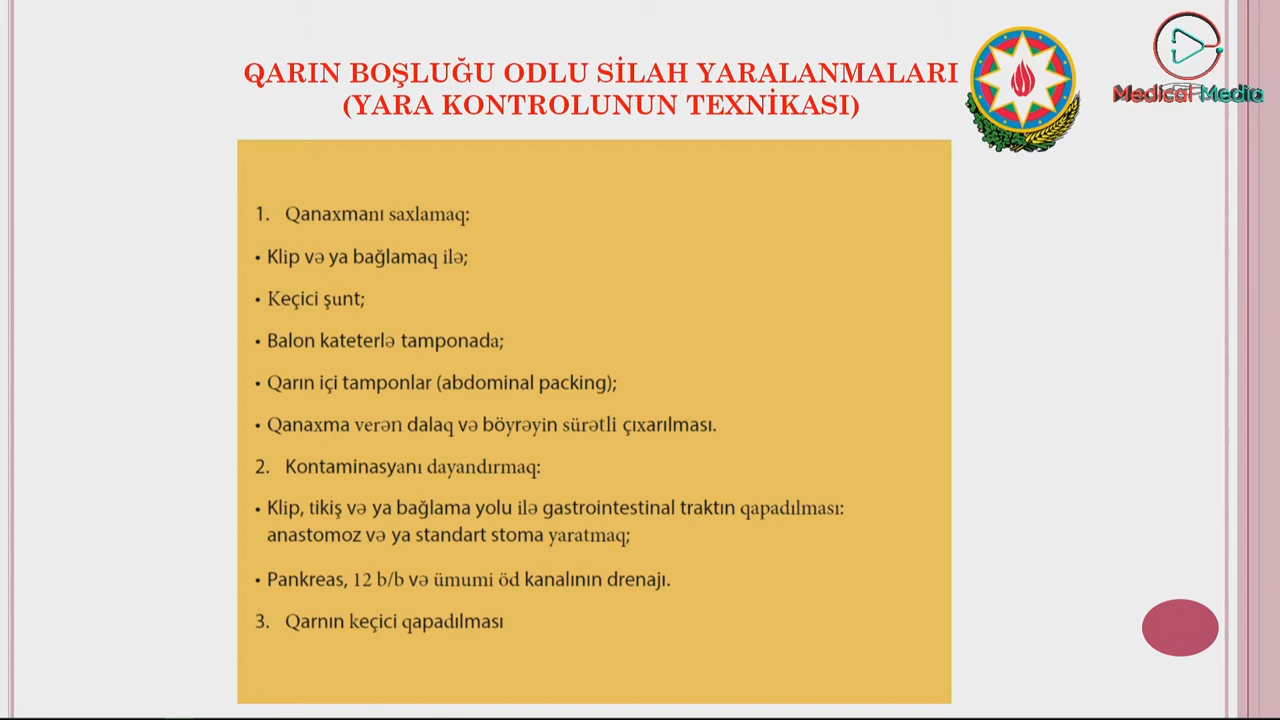 QARIN BOŞLUĞU ODLU SİLAH YARALANMALARI
(YARA KONTROLUNUN TEXNİKASI)
Medical Media
1. Qanaxmanı saxlamaq:
• Klip və ya bağlamaq ilə;
• Keçici şunt;
• Balon kateterlə tamponada;
• Qarın içi tamponlar (abdominal packing);
• Qanaxma verən dalaq və böyrəyin sürətli çıxarılması.
2. Kontaminasyanı dayandırmaq:
• Klip, tikiş və ya bağlama yolu ilə gastrointestinal traktın qapadılması:
anastomoz və ya standart stoma yaratmaq;
• Pankreas, 12 b/b və ümumi öd kanalının drenajı.
3. Qarnın keçici qapadılması